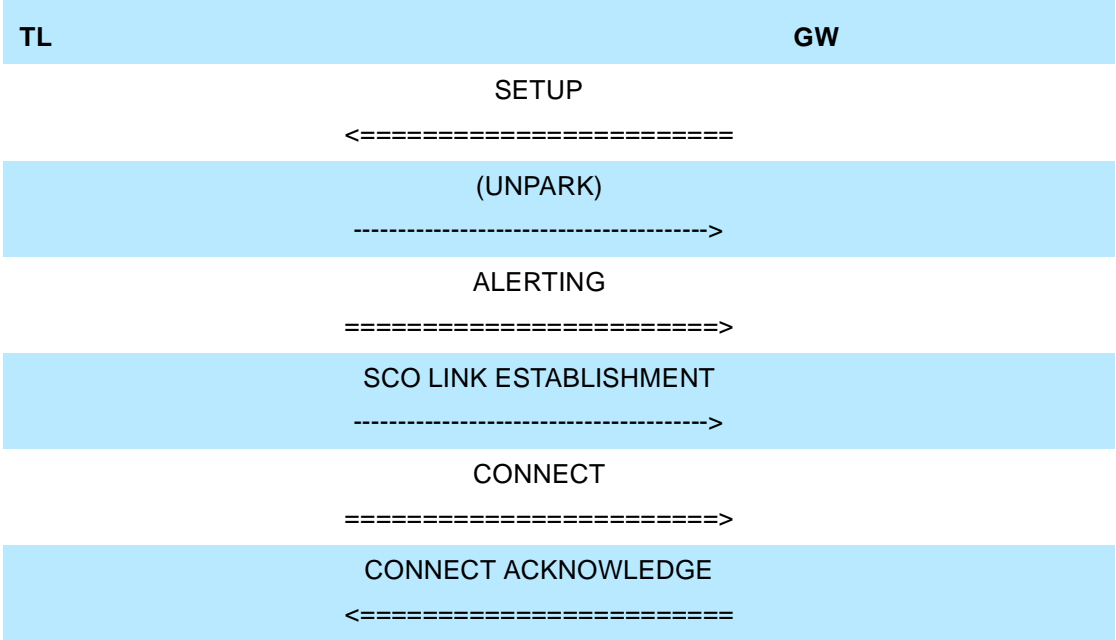 TL GW
SETUP
<========================
(UNPARK)
---------------------------------------->
ALERTING
========================>
SCO LINK ESTABLISHMENT
---------------------------------------->
CONNECT
========================>
CONNECT ACKNOWLEDGE
<========================